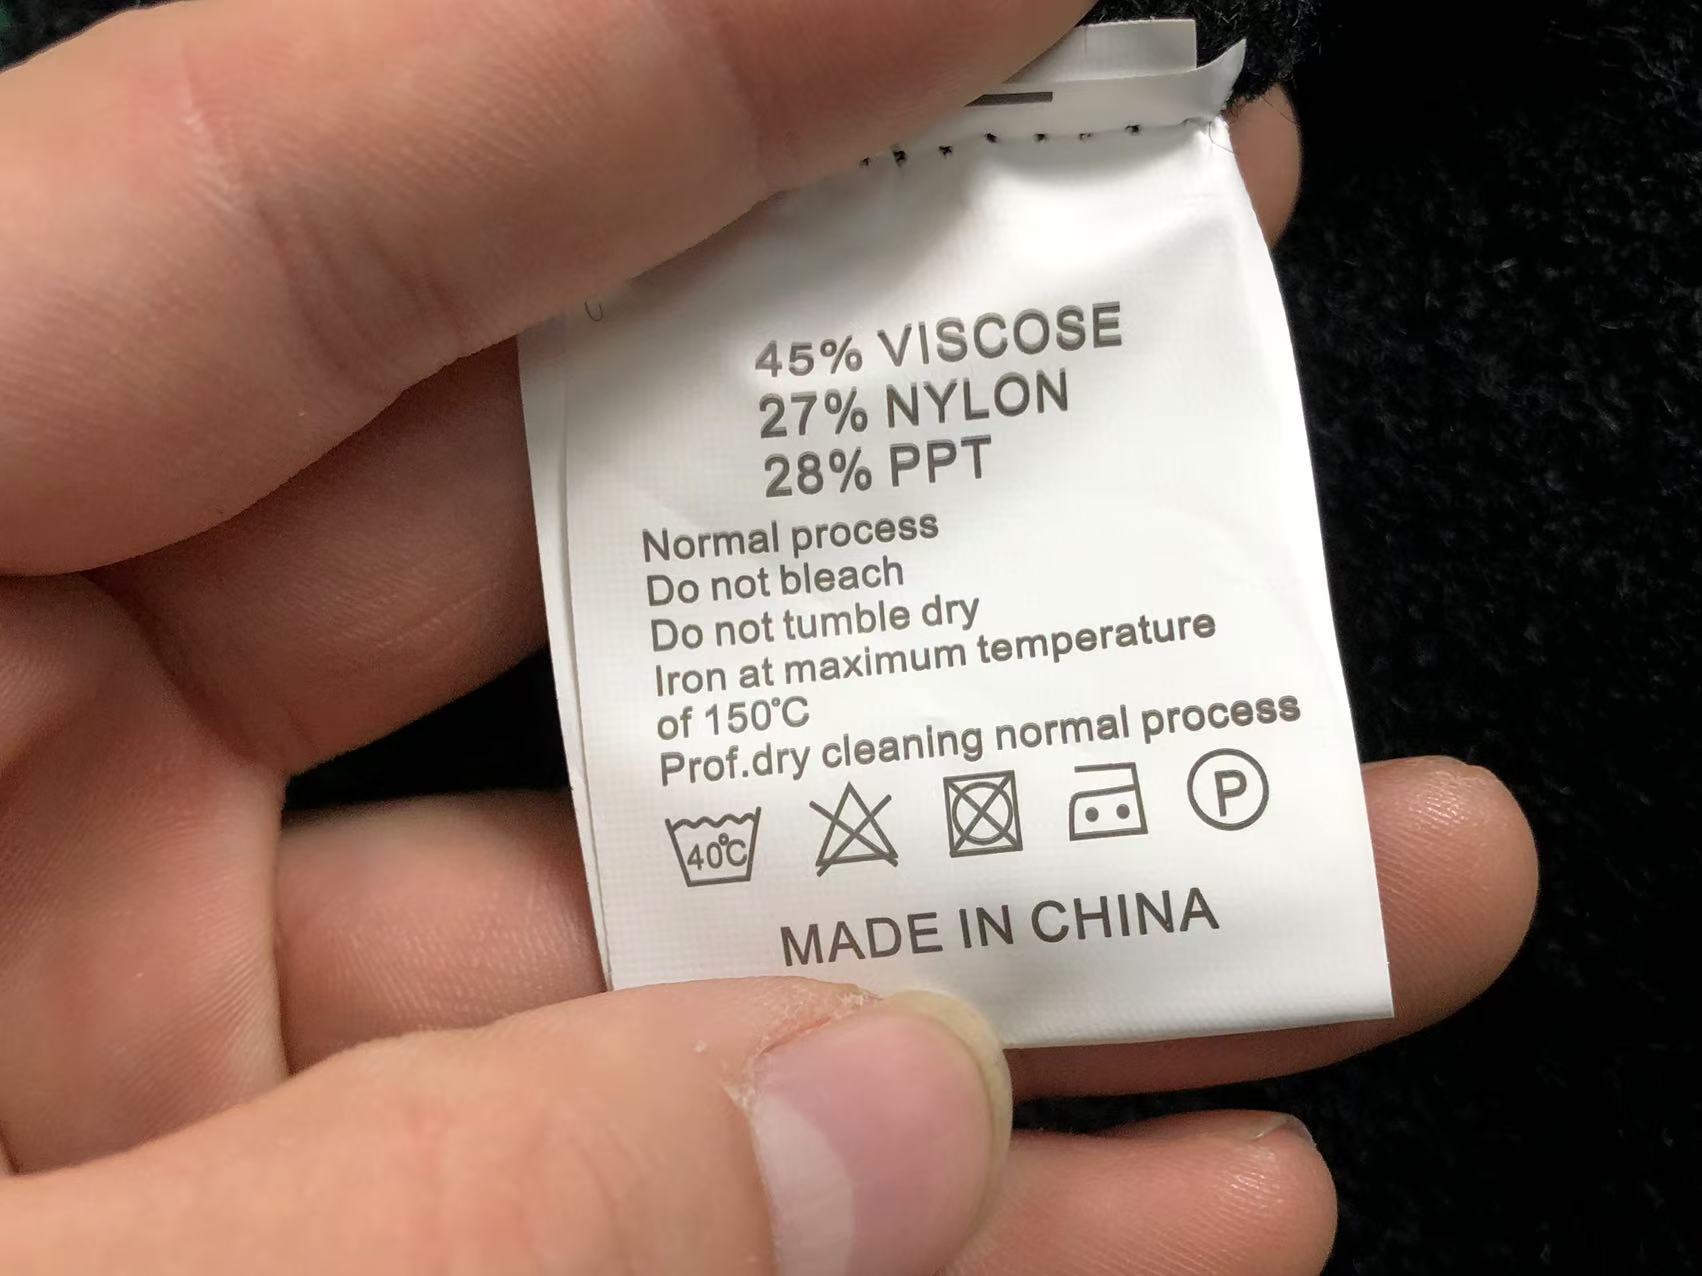 45% VISCOSE
27% NYLON
28% PPT
Normal process
Do not bleach
Do not tumble dry
Iron at maximum temperature
of 150°C
Prof.dry cleaning normal process
40°C
P
MADE IN CHINA